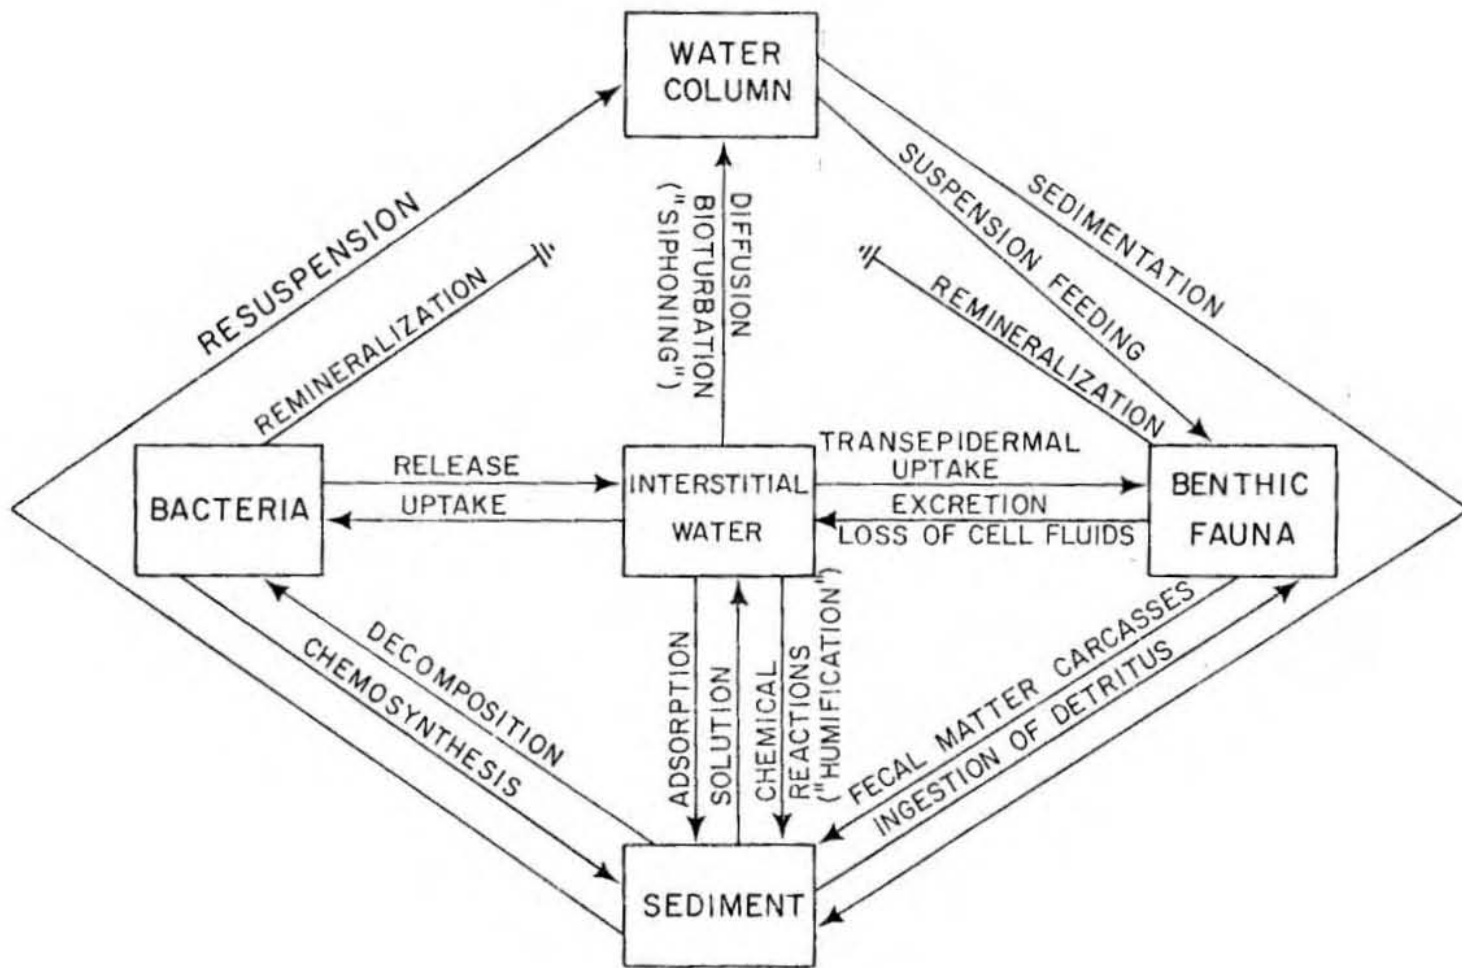 WATER
COLUMN
RESUSPENSION
REMINERALIZATION
DIFFUSION
BIOTURBATION
("SIPHONING")
SUSPENSION FEEDING
SEDIMENTATION
REMINERALIZATION
BACTERIA
RELEASE
UPTAKE
INTERSTITIAL
WATER
TRANSEPIDERMAL
UPTAKE
EXCRETION
LOSS OF CELL FLUIDS
BENTHIC
FAUNA
DECOMPOSITION
CHEMOSYNTHESIS
ADSORPTION
SOLUTION
CHEMICAL
REACTIONS
("HUMIFICATION")
FECAL MATTER CARCASSES
INGESTION OF DETRITUS
SEDIMENT